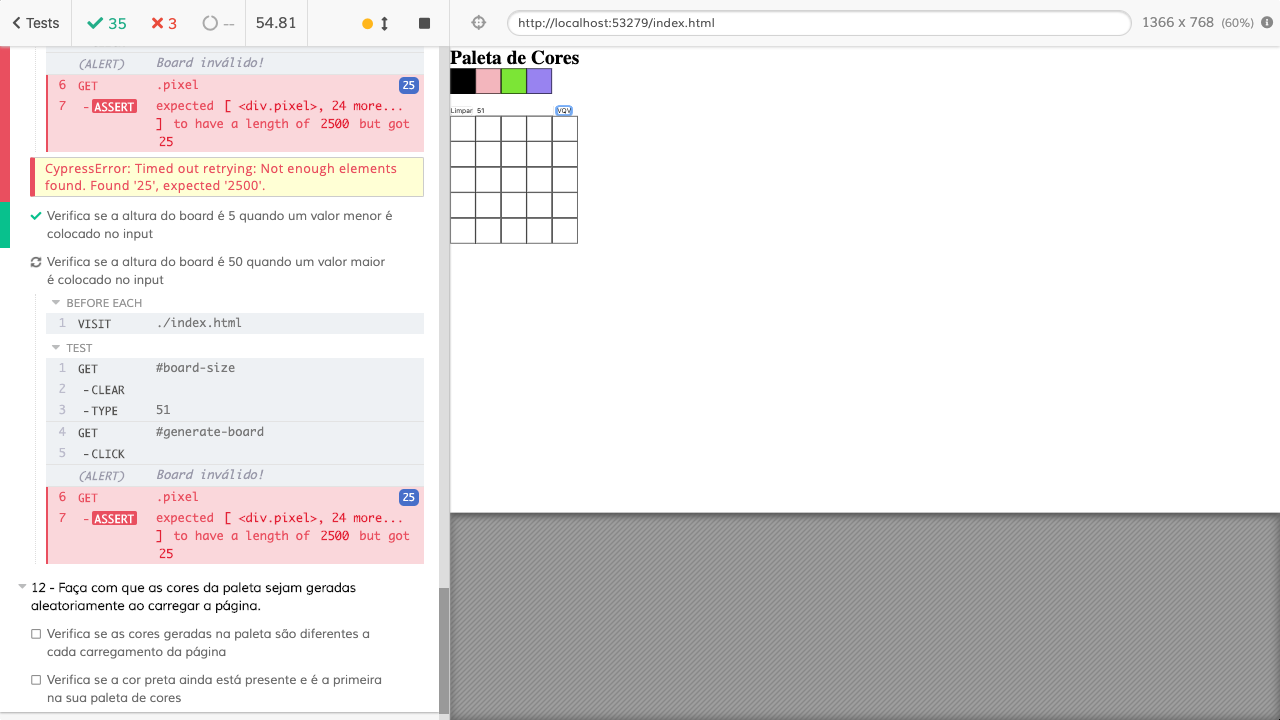 Tests 35 3 -- 54.81 http://localhost:53279/index.html 1366 x 768 (60%)
(ALERT) Board inválido!
6 GET .pixel 25
7 - ASSERT expected [ <div.pixel>, 24 more...
] to have a length of 2500 but got
25
CypressError: Timed out retrying: Not enough elements
found. Found '25', expected '2500'.
Verifica se a altura do board é 5 quando um valor menor é
colocado no input
Verifica se a altura do board é 50 quando um valor maior
é colocado no input
BEFORE EACH
1 VISIT ./index.html
TEST
1 GET #board-size
2 - CLEAR
3 - TYPE 51
4 GET #generate-board
5 - CLICK
(ALERT) Board inválido!
6 GET .pixel 25
7 - ASSERT expected [ <div.pixel>, 24 more...
] to have a length of 2500 but got
25
12 - Faça com que as cores da paleta sejam geradas
aleatoriamente ao carregar a página.
Verifica se as cores geradas na paleta são diferentes a
cada carregamento da página
Verifica se a cor preta ainda está presente e é a primeira
na sua paleta de cores
Paleta de Cores
Limpar 51 VQV